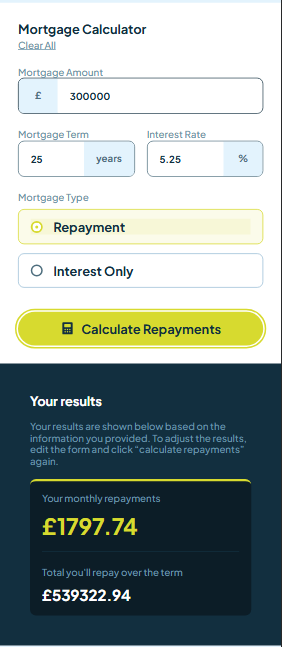 Mortgage Calculator
Clear All
Mortgage Amount
£ 300000
Mortgage Term Interest Rate
25 years 5.25 %
Mortgage Type
Repayment
Interest Only
Calculate Repayments
Your results
Your results are shown below based on the
information you provided. To adjust the results,
edit the form and click “calculate repayments”
again.
Your monthly repayments
£1797.74
Total you'll repay over the term
£539322.94